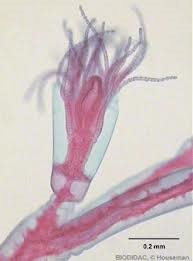 0.2 mm
BIODIDAC, © Houseman